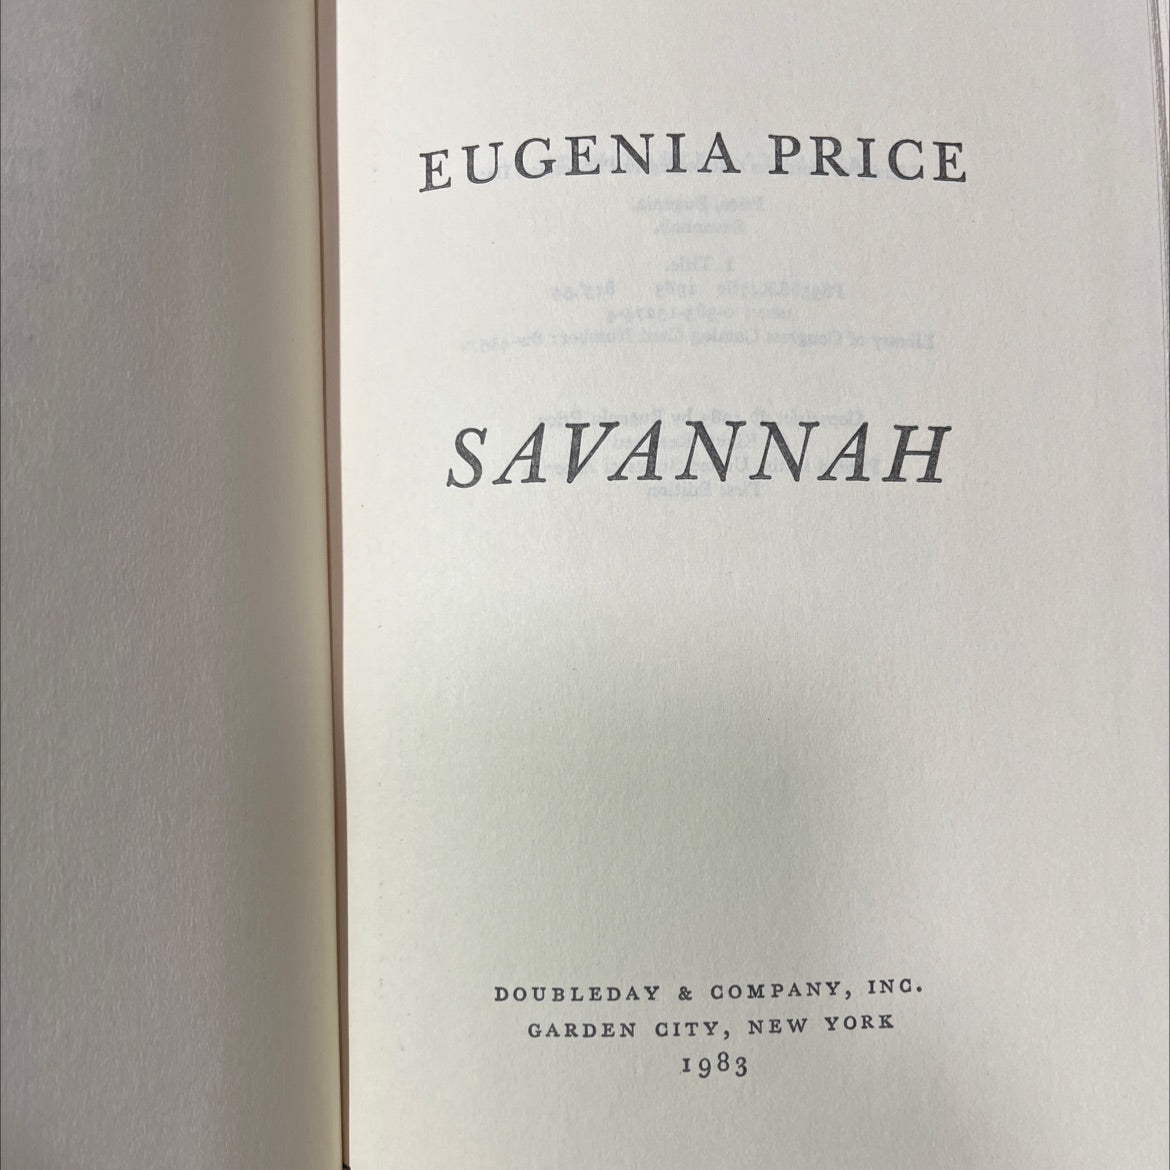 EUGENIA PRICE
SAVANNAH
DOUBLEDAY & COMPANY, INC.
GARDEN CITY, NEW YORK
1983